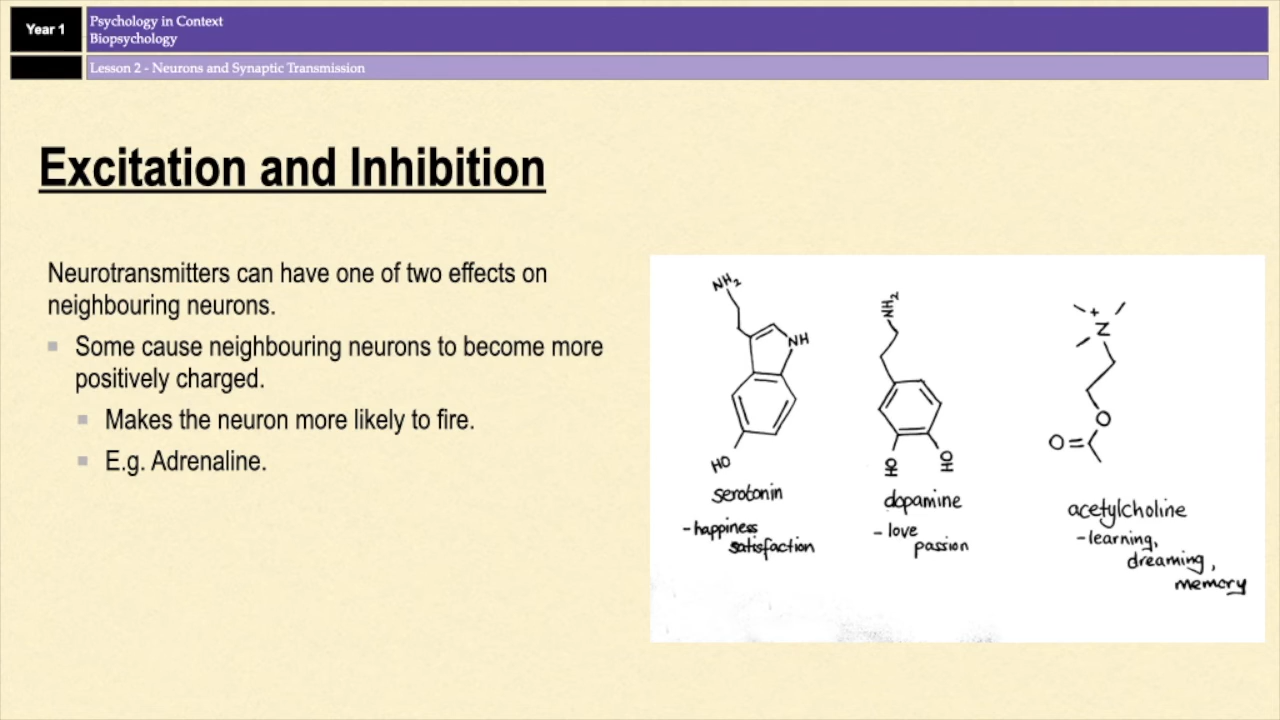 Year 1
Psychology in Context
Biopsychology
Lesson 2 - Neurons and Synaptic Transmission
Excitation and Inhibition
Neurotransmitters can have one of two effects on
neighbouring neurons.
Some cause neighbouring neurons to become more
positively charged.
Makes the neuron more likely to fire.
E.g. Adrenaline.
NH₂
NH
HO
serotonin
-happiness
satisfaction
NH₂
HO
HO
dopamine
- love
passion
+
N
O
O
acetylcholine
-learning,
dreaming,
memory